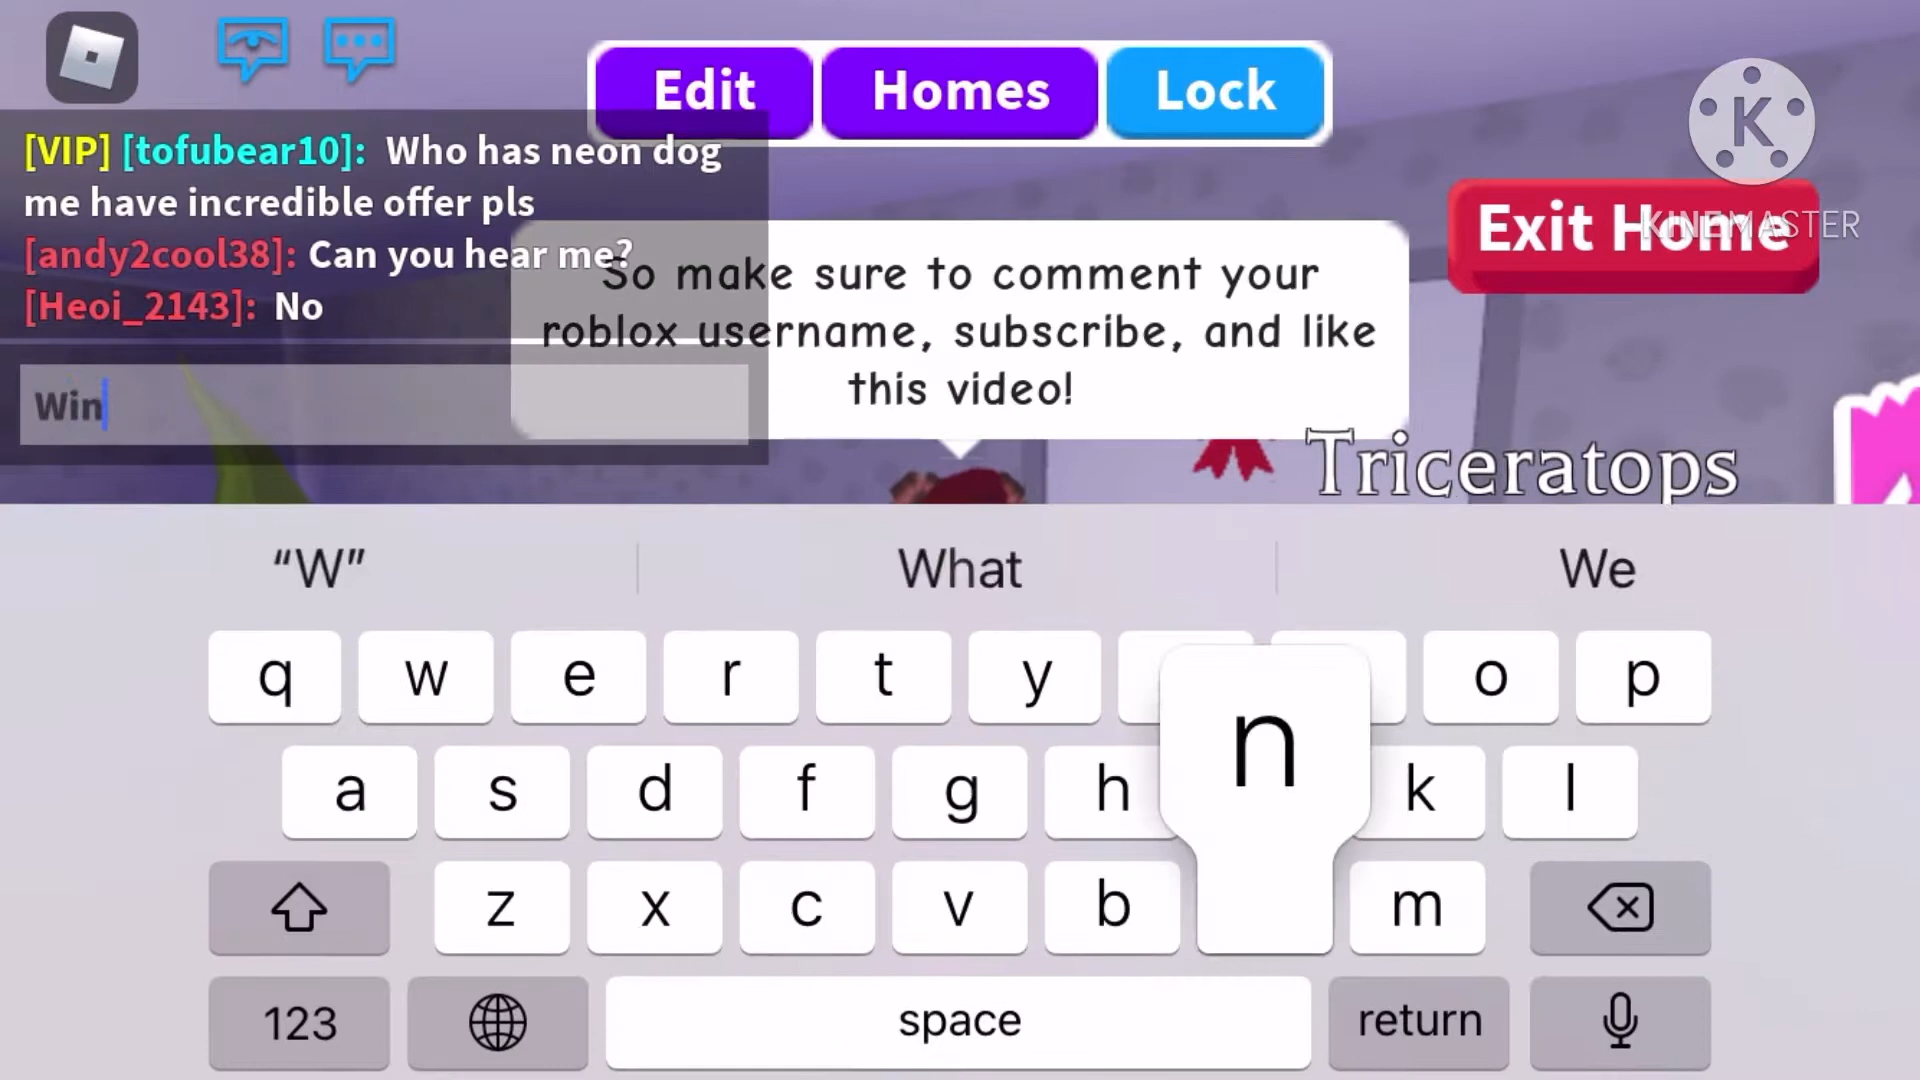 Edit Homes Lock
K
[VIP] [tofubear10]: Who has neon dog
me have incredible offer pls
Exit Home
KINEMASTER
[andy2cool38]: Can you hear me?
[Heoi_2143]: No
So make sure to comment your
roblox username, subscribe, and like
this video!
Win
Triceratops
“W” What We
q w e r t y o p
a s d f g h k l
n
z x c v b m
123 space return